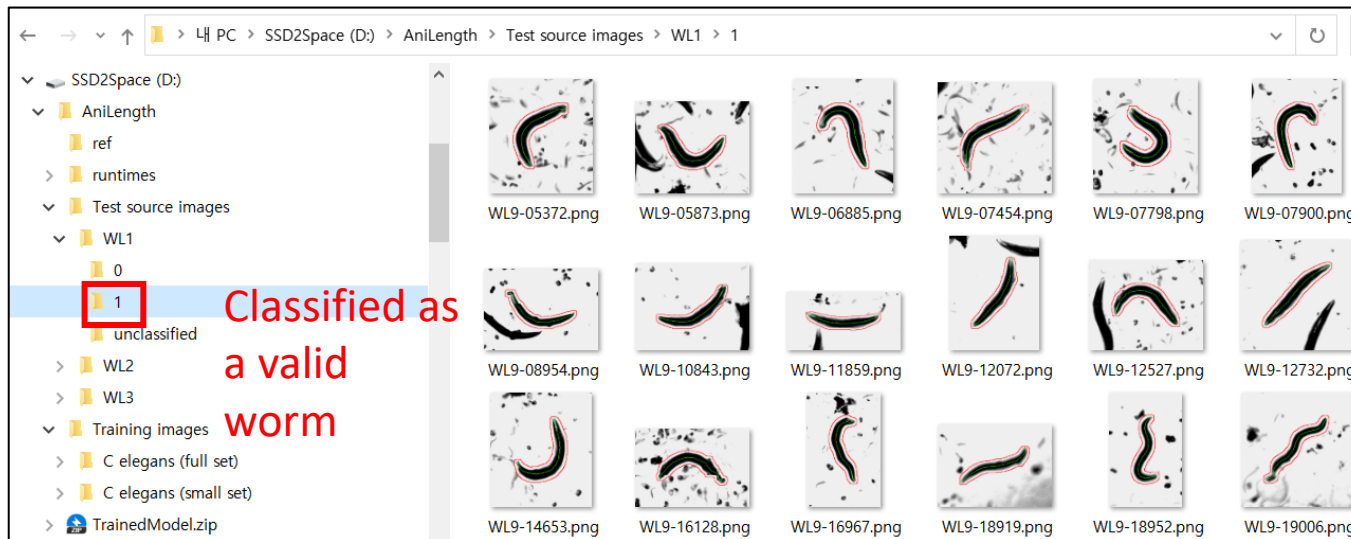 내 PC > SSD2Space (D:) > AniLength > Test source images > WL1 > 1
SSD2Space (D:)
AniLength
ref
runtimes
Test source images
WL1
0
1
unclassified
WL2
WL3
Training images
C elegans (full set)
C elegans (small set)
TrainedModel.zip
Classified as
a valid
worm
WL9-05372.png WL9-05873.png WL9-06885.png WL9-07454.png WL9-07798.png WL9-07900.png
WL9-08954.png WL9-10843.png WL9-11859.png WL9-12072.png WL9-12527.png WL9-12732.png
WL9-14653.png WL9-16128.png WL9-16967.png WL9-18919.png WL9-18952.png WL9-19006.png